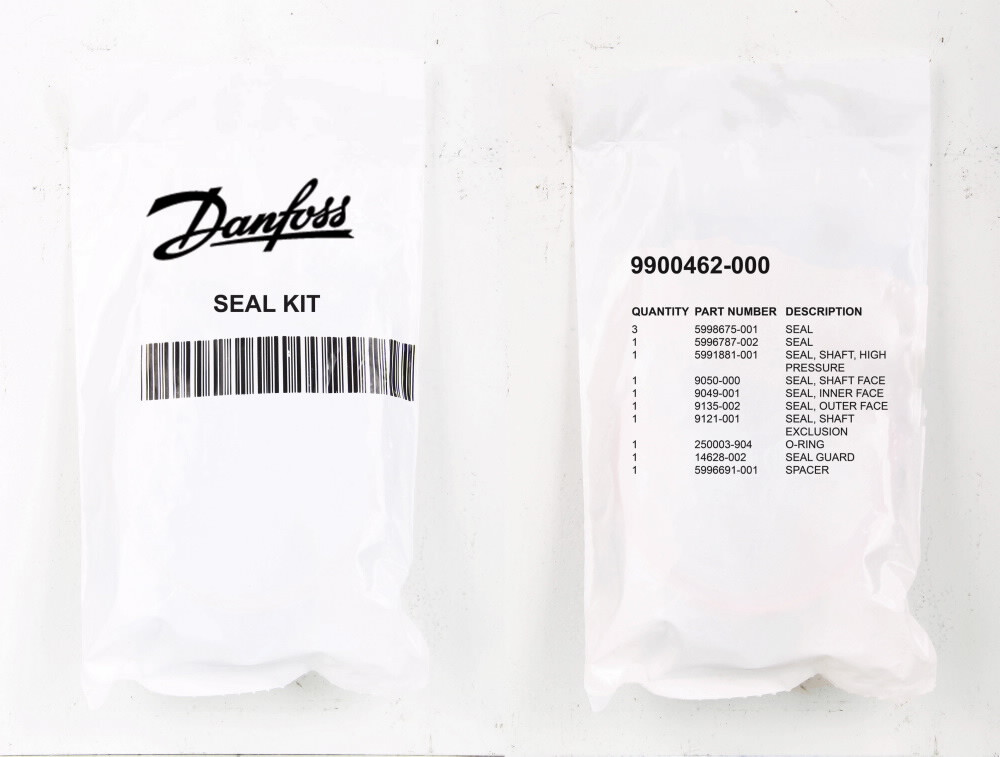 Danfoss
SEAL KIT
9900462-000
QUANTITY PART NUMBER DESCRIPTION
3 5998675-001 SEAL
1 5996787-002 SEAL
1 5991881-001 SEAL, SHAFT, HIGH
PRESSURE
1 9050-000 SEAL, SHAFT FACE
1 9049-001 SEAL, INNER FACE
1 9135-002 SEAL, OUTER FACE
1 9121-001 SEAL, SHAFT
EXCLUSION
1 250003-904 O-RING
1 14628-002 SEAL GUARD
1 5996691-001 SPACER